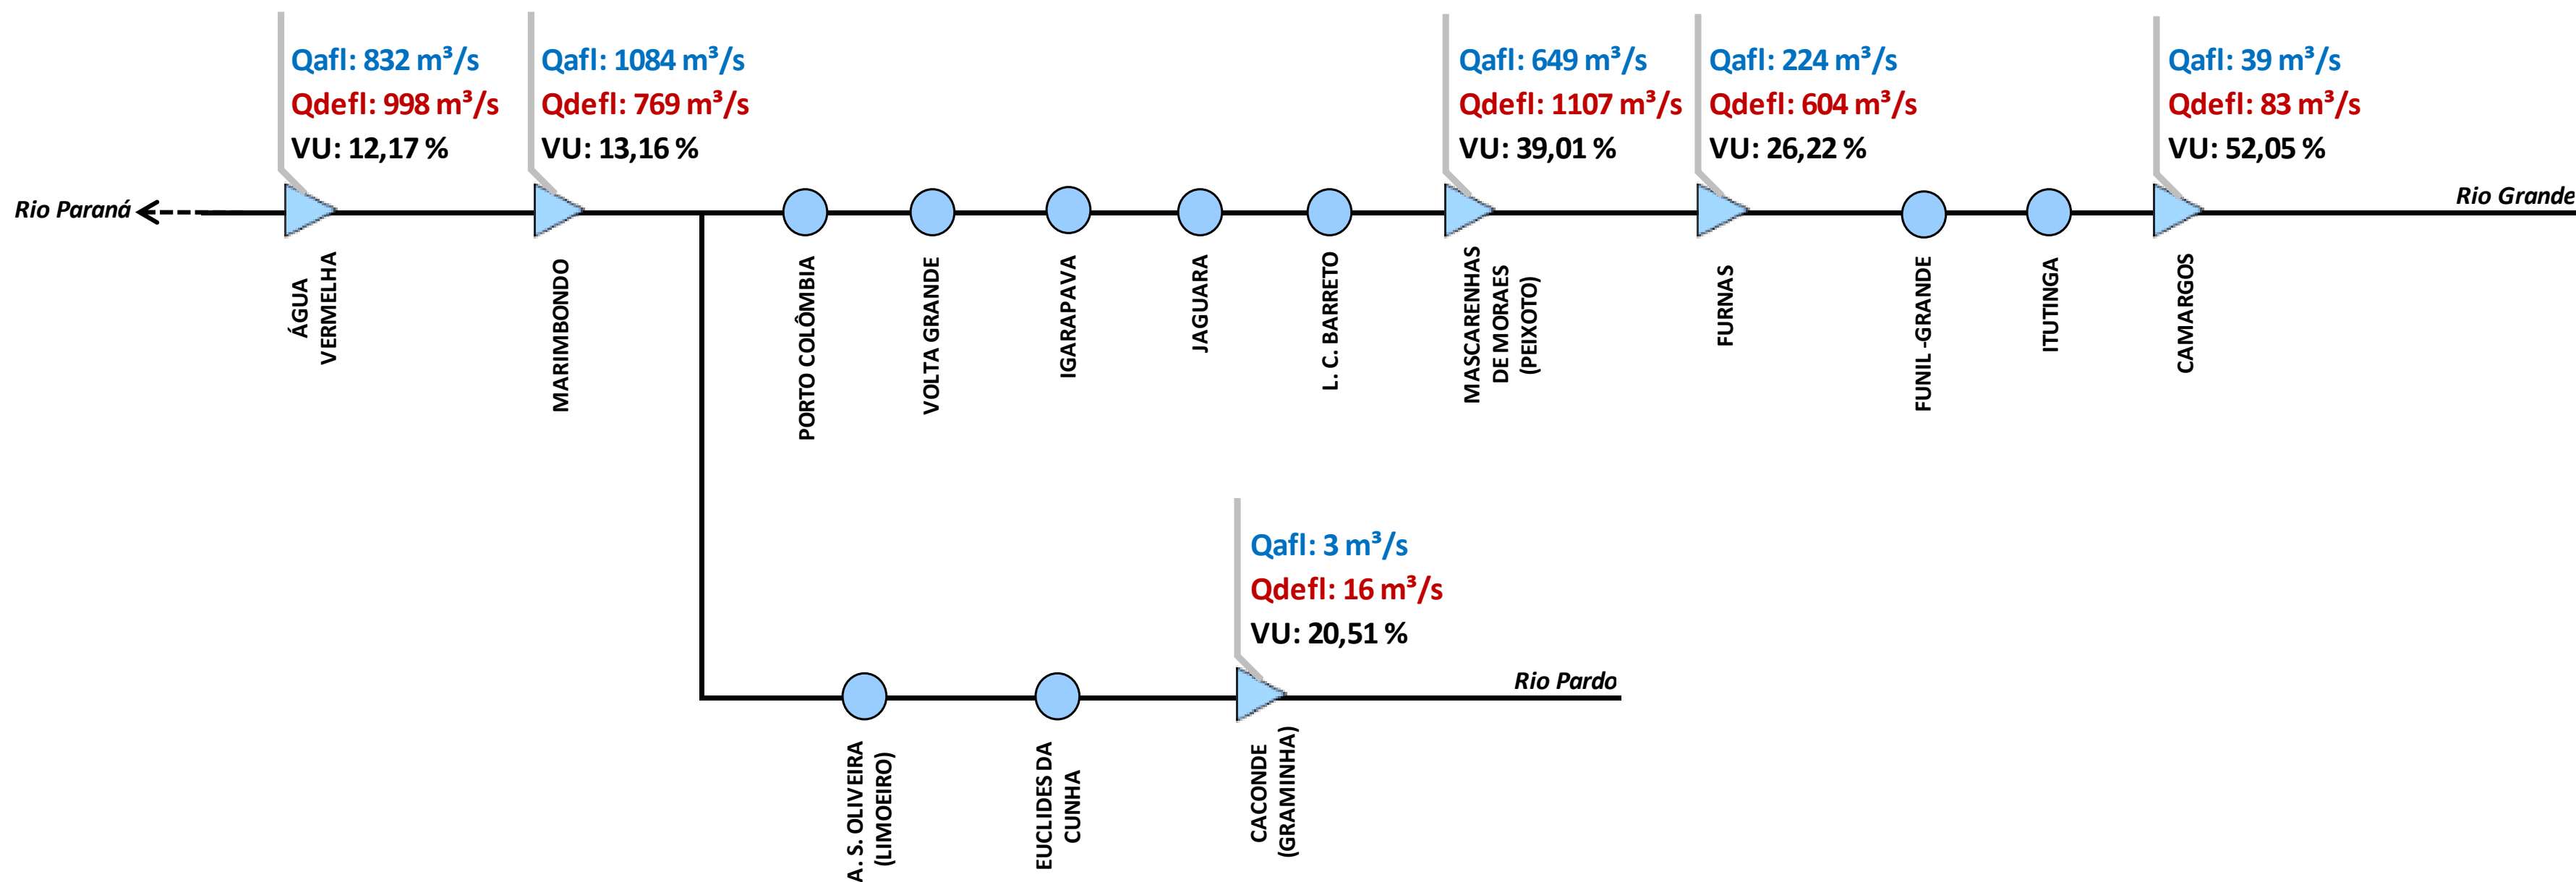 Qafl: 832 m³/s
Qdefl: 998 m³/s
VU: 12,17 %
Qafl: 1084 m³/s
Qdefl: 769 m³/s
VU: 13,16 %
Qafl: 649 m³/s
Qdefl: 1107 m³/s
VU: 39,01 %
Qafl: 224 m³/s
Qdefl: 604 m³/s
VU: 26,22 %
Qafl: 39 m³/s
Qdefl: 83 m³/s
VU: 52,05 %
Rio Paraná
Rio Grande
ÁGUA
VERMELHA
MARIMBONDO
PORTO COLÔMBIA
VOLTA GRANDE
IGARAPAVA
JAGUARA
L. C. BARRETO
MASCARENHAS
DE MORAES
(PEIXOTO)
FURNAS
FUNIL -GRANDE
ITUTINGA
CAMARGOS
Qafl: 3 m³/s
Qdefl: 16 m³/s
VU: 20,51 %
Rio Pardo
A. S. OLIVEIRA
(LIMOEIRO)
EUCLIDES DA
CUNHA
CACONDE
(GRAMINHA)